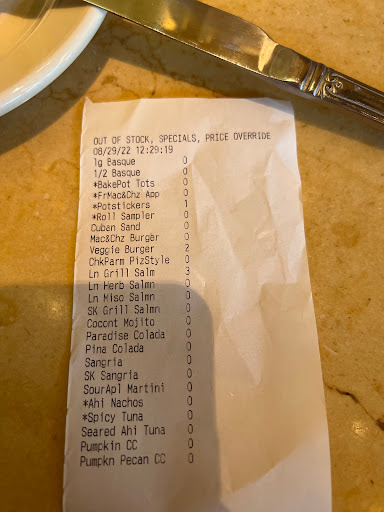 OUT OF STOCK, SPECIALS, PRICE OVERRIDE
08/29/22 12:29:19
1g Basque 0
1/2 Basque 0
*BakePot Tots 0
*FrMac&Chz App 0
*Potstickers 1
*Roll Sampler 0
Cuban Sand 0
Mac&Chz Burger 0
Veggie Burger 2
ChkParm PizStyle 0
Ln Grill Salm 3
Ln Herb Salmn 0
Ln Miso Salmn 0
SK Grill Salmn 0
Cocont Mojito 0
Paradise Colada 0
Pina Colada 0
Sangria 0
SK Sangria 0
SourApl Martini 0
*Ahi Nachos 0
*Spicy Tuna 0
Seared Ahi Tuna 0
Pumpkin CC 0
Pumpkn Pecan CC 0